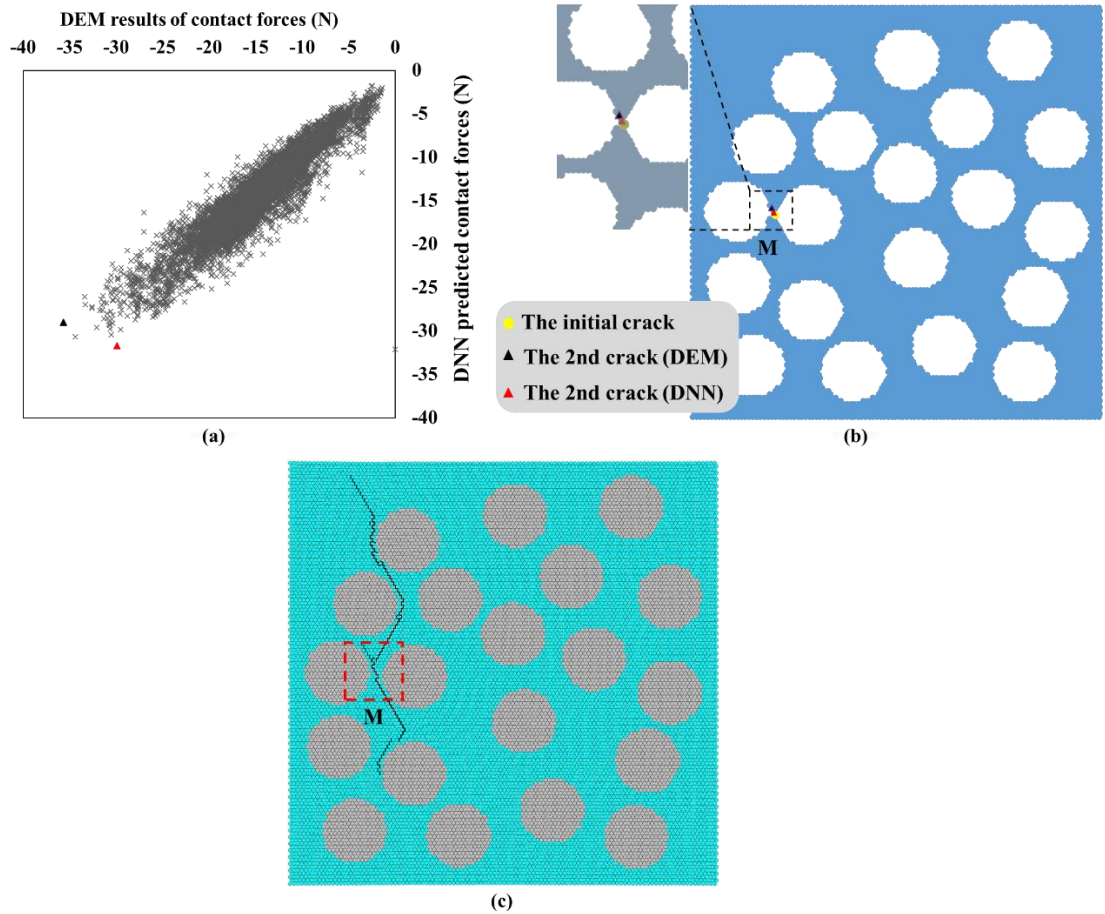 DEM results of contact forces (N)
-40 -35 -30 -25 -20 -15 -10 -5 0
0
-5
-10
-15
-20
-25
-30
-35
-40
DNN predicted contact forces (N)
(a)
M
The initial crack
The 2nd crack (DEM)
The 2nd crack (DNN)
(b)
M
(c)